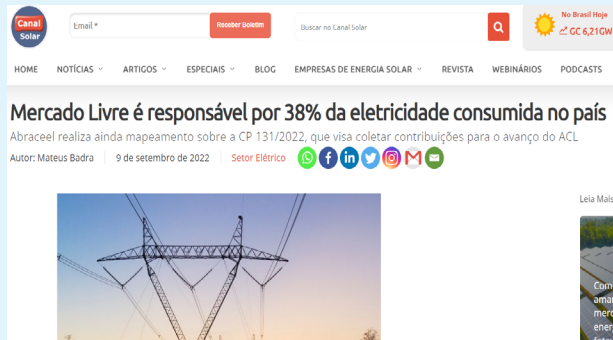 Canal
Solar
Email *
Receber Boletim
Buscar no Canal Solar
No Brasil Hoje
GC 6,21GW
HOME NOTÍCIAS ARTIGOS ESPECIAIS BLOG EMPRESAS DE ENERGIA SOLAR REVISTA WEBINÁRIOS PODCASTS
Mercado Livre é responsável por 38% da eletricidade consumida no país
Abraceel realiza ainda mapeamento sobre a CP 131/2022, que visa coletar contribuições para o avanço do ACL
Autor: Mateus Badra 9 de setembro de 2022 Setor Elétrico
Leia Mais